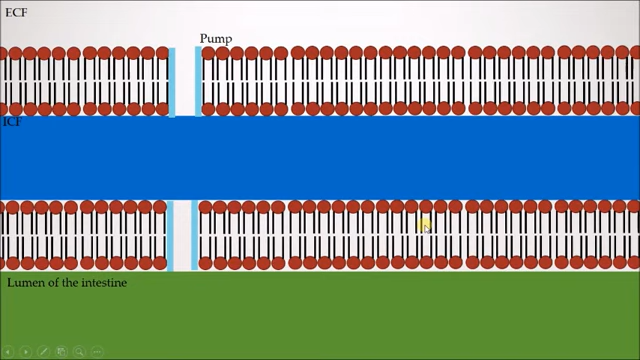 ECF
Pump
ICF
Lumen of the intestine